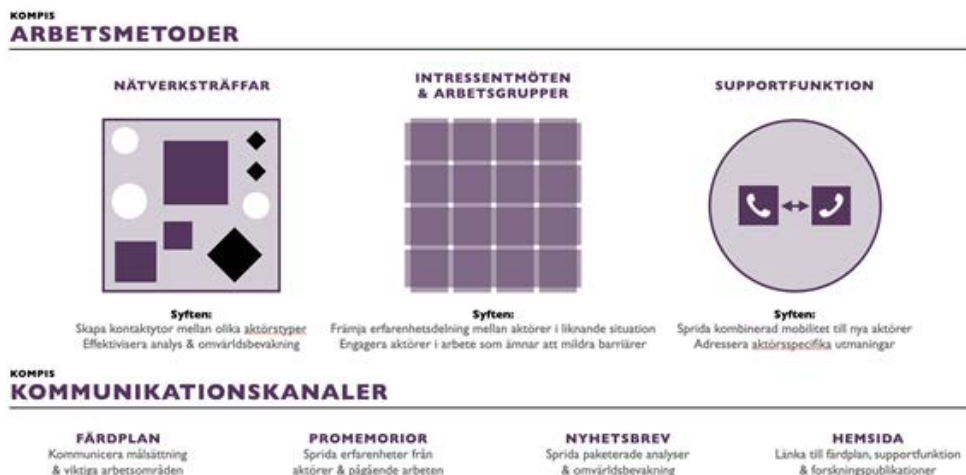 KOMPIS
ARBETSMETODER
NÄTVERKSTRÄFFAR
INTRESSENTMÖTEN
& ARBETSGRUPPER
SUPPORTFUNKTION
Syften:
Skapa kontaktytor mellan olika aktörstyper
Effektivisera analys & omvärldsbevakning
Syften:
Främja erfarenhetsdelning mellan aktörer i liknande situation
Engagera aktörer i arbete som ämnar att mildra barriärer
Syften:
Sprida kombinerad mobilitet till nya aktörer
Adressera aktörsspecifika utmaningar
KOMPIS
KOMMUNIKATIONSKANALER
FÄRDPLAN
Kommunicera målsättning
& viktiga arbetsområden
PROMEMORIOR
Sprida erfarenheter från
aktörer & pågående arbeten
NYHETSBREV
Sprida paketerade analyser
& omvärldsbevakning
HEMSIDA
Länka till färdplan, supportfunktion
& forskningspublikationer